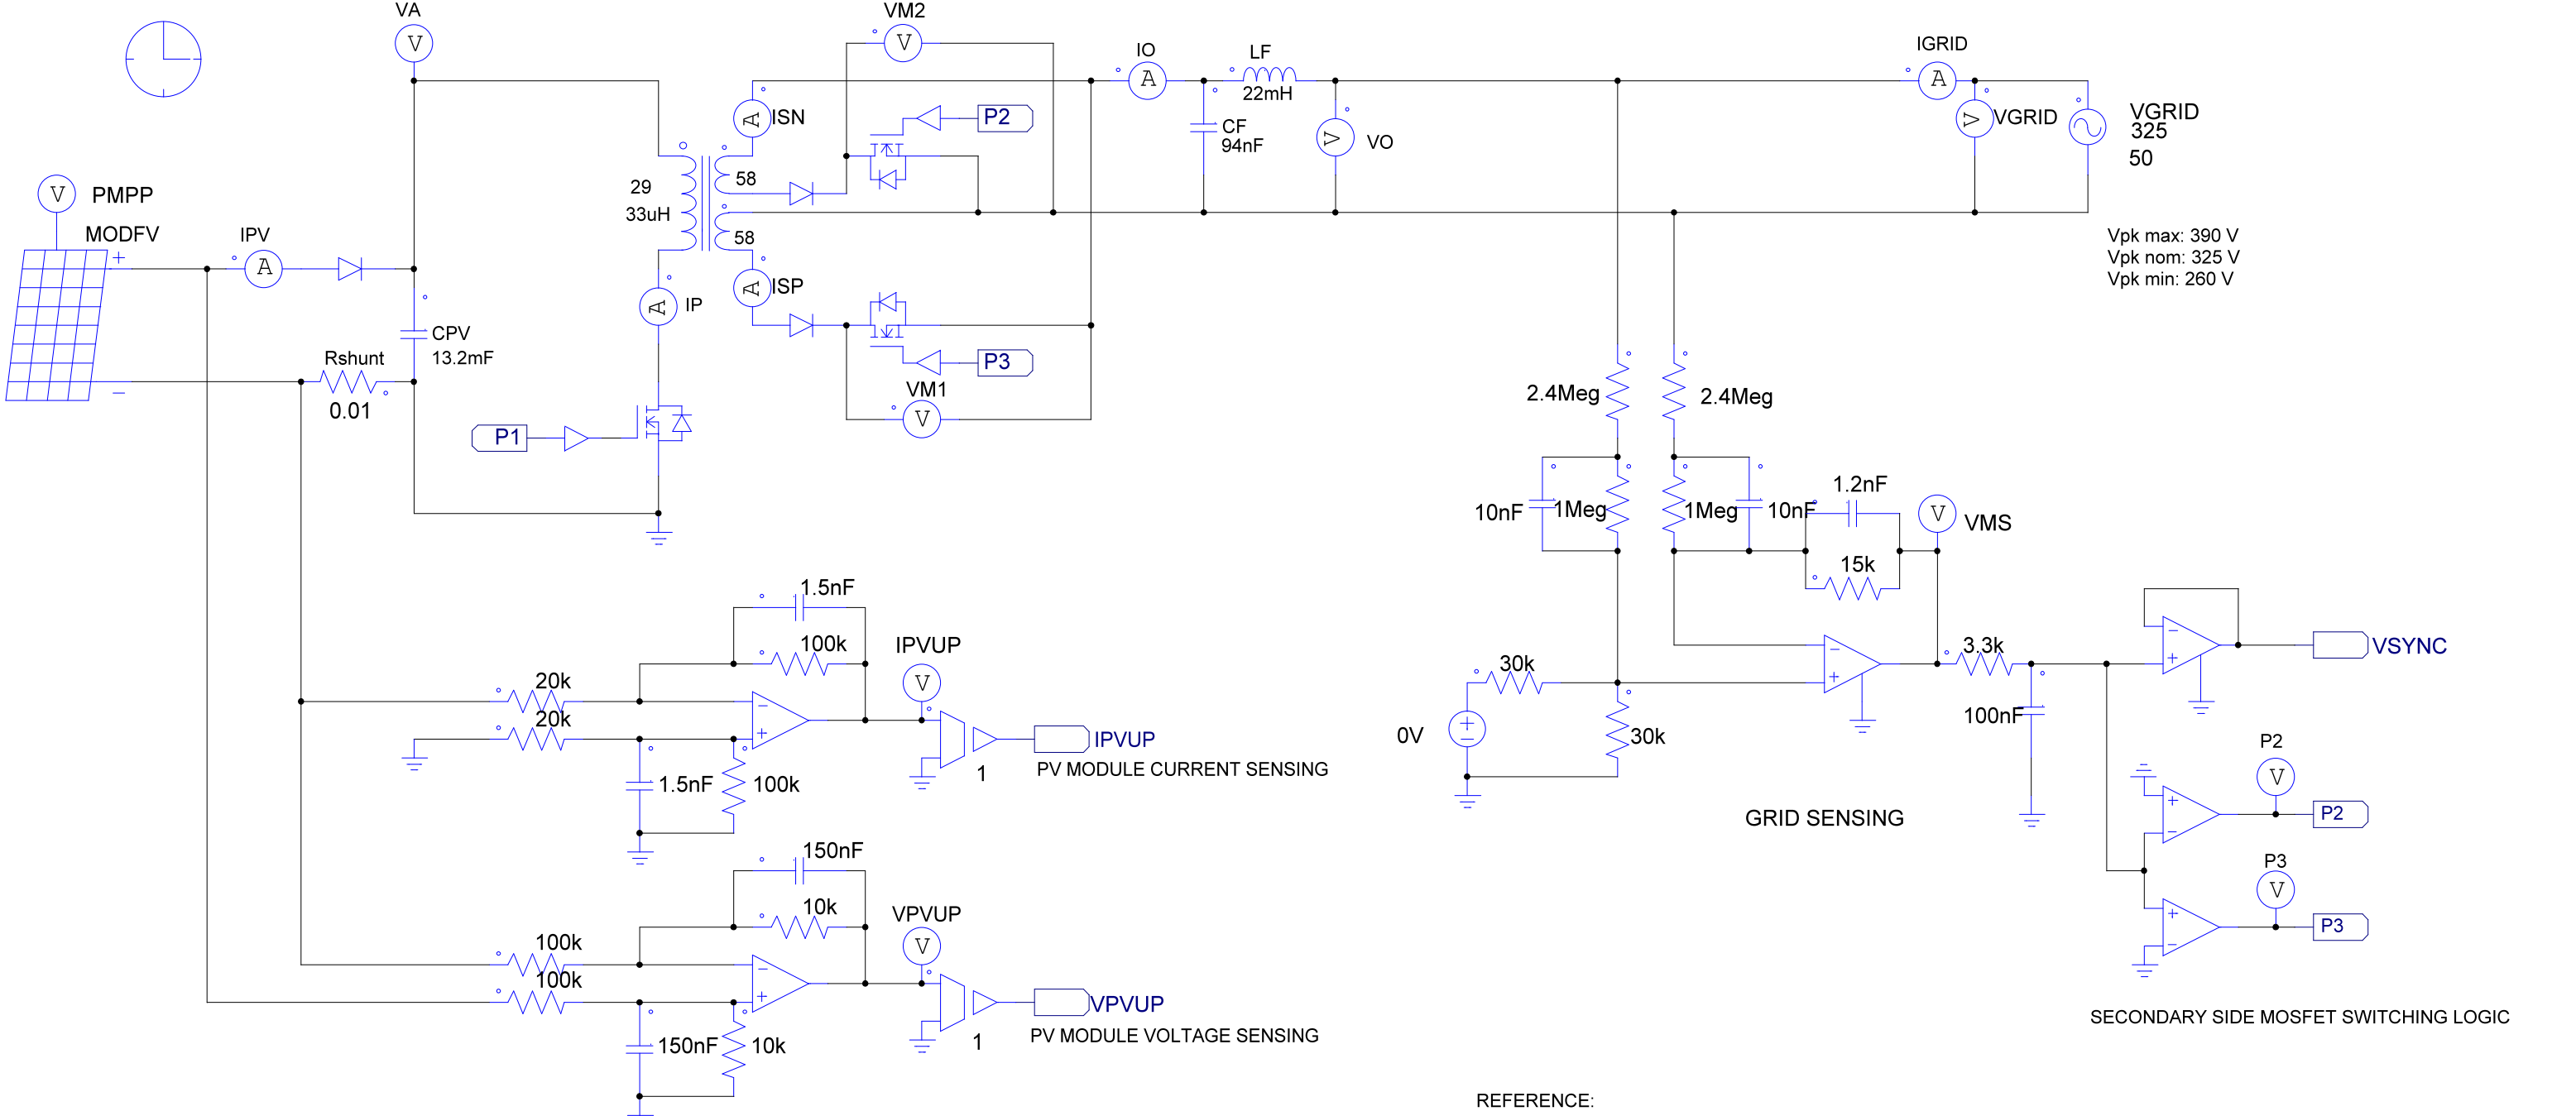 VA
V
VM2
V
IO
A
LF
22mH
IGRID
A
ISN
A
P2
CF
94nF
V
VO
V
VGRID
VGRID
325
50
V
PMPP
MODFV
+
IPV
A
29
33uH
58
58
Vpk max: 390 V
Vpk nom: 325 V
Vpk min: 260 V
ISP
A
IP
A
CPV
13.2mF
Rshunt
0.01
P3
VM1
V
P1
2.4Meg
2.4Meg
10nF
1Meg
1Meg
10nF
1.2nF
15k
V
VMS
1.5nF
100k
IPVUP
V
20k
20k
1.5nF
100k
1
IPVUP
PV MODULE CURRENT SENSING
30k
0V
30k
3.3k
100nF
VSYNC
GRID SENSING
P2
V
P2
P3
V
P3
150nF
10k
VPVUP
V
100k
100k
150nF
10k
1
VPVUP
PV MODULE VOLTAGE SENSING
SECONDARY SIDE MOSFET SWITCHING LOGIC
REFERENCE: